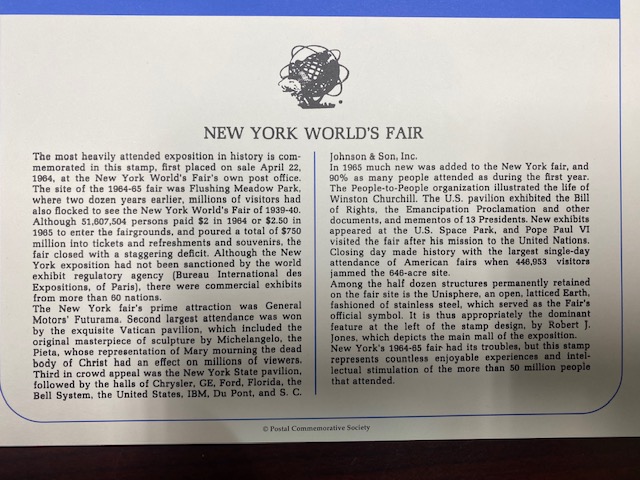 NEW YORK WORLD'S FAIR
The most heavily attended exposition in history is com-
memorated in this stamp, first placed on sale April 22,
1964, at the New York World's Fair's own post office.
The site of the 1964-65 fair was Flushing Meadow Park,
where two dozen years earlier, millions of visitors had
also flocked to see the New York World's Fair of 1939-40.
Although 51,607,504 persons paid $2 in 1964 or $2.50 in
1965 to enter the fairgrounds, and poured a total of $750
million into tickets and refreshments and souvenirs, the
fair closed with a staggering deficit. Although the New
York exposition had not been sanctioned by the world
exhibit regulatory agency (Bureau International des
Expositions, of Paris), there were commercial exhibits
from more than 60 nations.
The New York fair's prime attraction was General
Motors' Futurama. Second largest attendance was won
by the exquisite Vatican pavilion, which included the
original masterpiece of sculpture by Michelangelo, the
Pieta, whose representation of Mary mourning the dead
body of Christ had an effect on millions of viewers.
Third in crowd appeal was the New York State pavilion,
followed by the halls of Chrysler, GE, Ford, Florida, the
Bell System, the United States, IBM, Du Pont, and S. C.
Johnson & Son, Inc.
In 1965 much new was added to the New York fair, and
90% as many people attended as during the first year.
The People-to-People organization illustrated the life of
Winston Churchill. The U.S. pavilion exhibited the Bill
of Rights, the Emancipation Proclamation and other
documents, and mementos of 13 Presidents. New exhibits
appeared at the U.S. Space Park, and Pope Paul VI
visited the fair after his mission to the United Nations.
Closing day made history with the largest single-day
attendance of American fairs when 446,953 visitors
jammed the 646-acre site.
Among the half dozen structures permanently retained
on the fair site is the Unisphere, an open, latticed Earth,
fashioned of stainless steel, which served as the Fair's
official symbol. It is thus appropriately the dominant
feature at the left of the stamp design, by Robert J.
Jones, which depicts the main mall of the exposition.
New York's 1964-65 fair had its troubles, but this stamp
represents countless enjoyable experiences and intel-
lectual stimulation of the more than 50 million people
that attended.
© Postal Commemorative Society